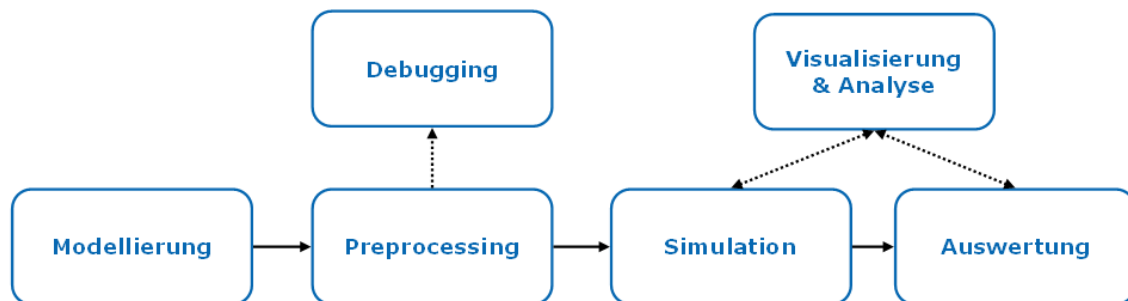 Debugging
Visualisierung
& Analyse
Modellierung
Preprocessing
Simulation
Auswertung